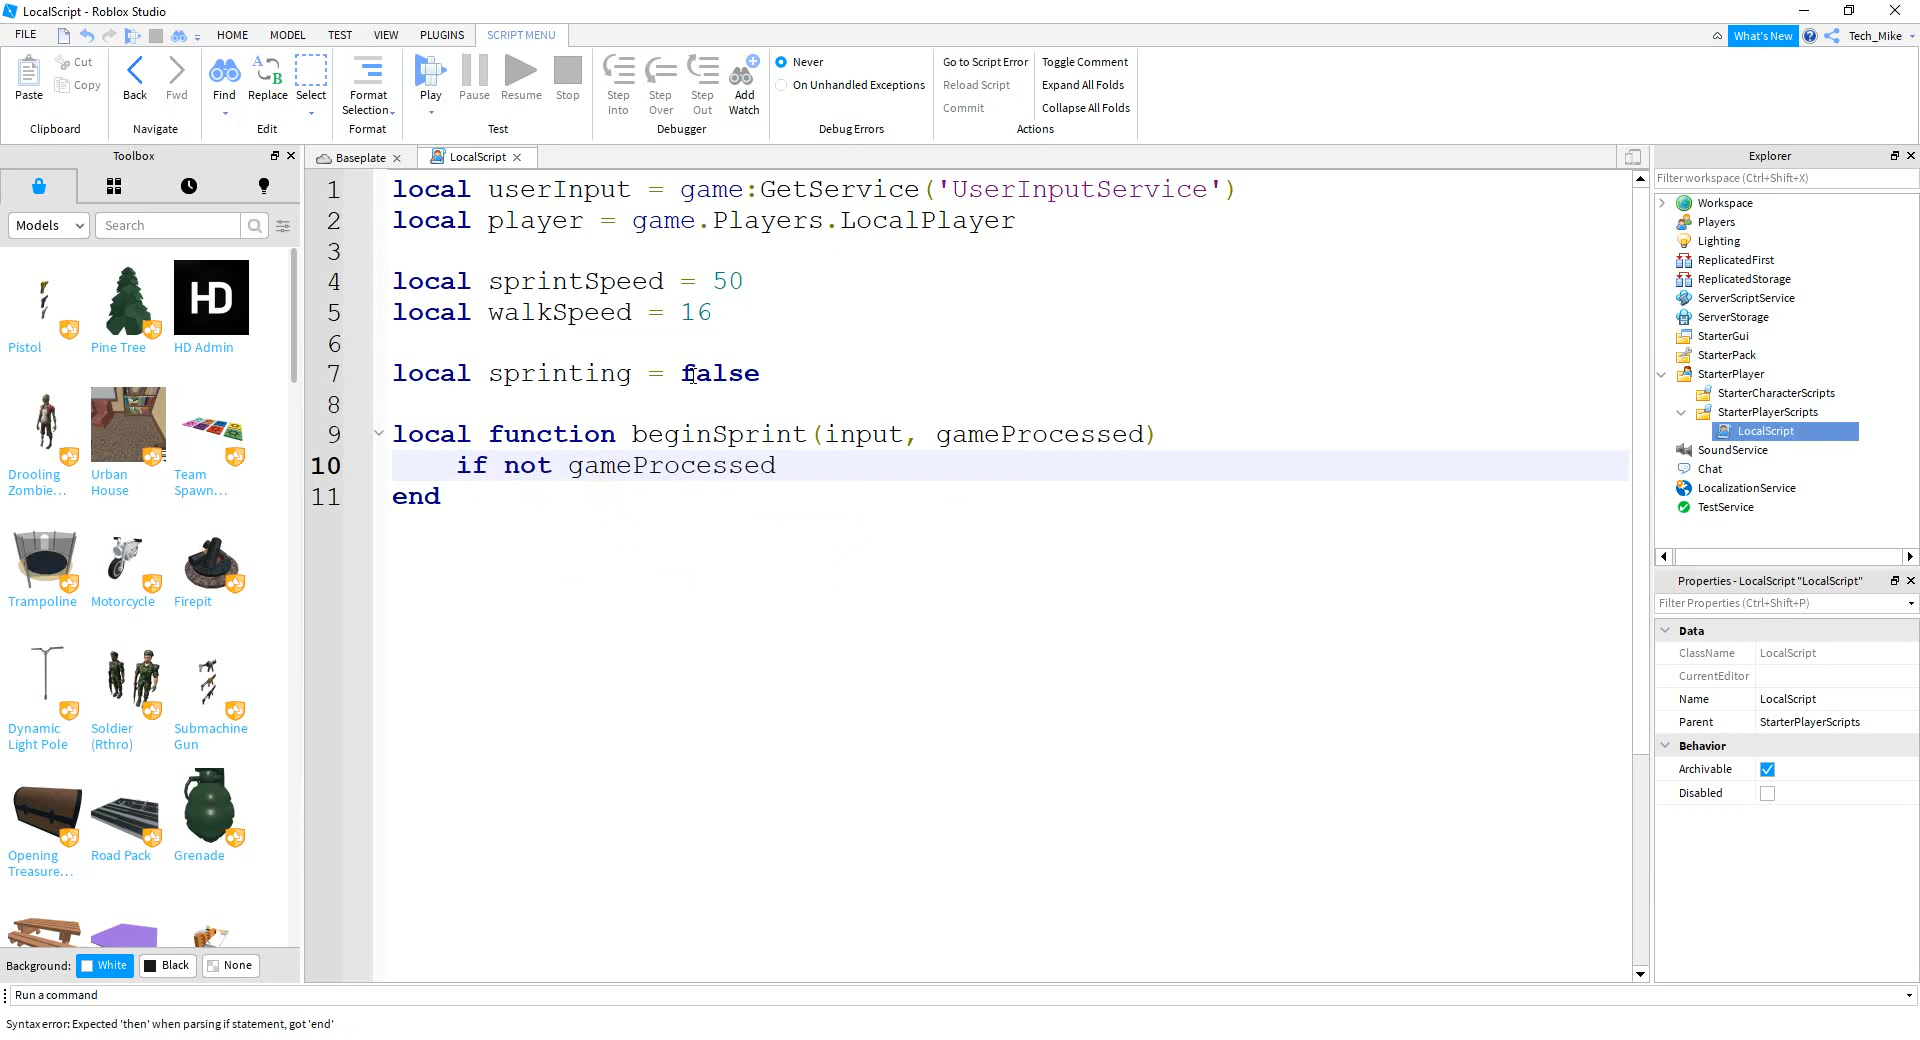 LocalScript - Roblox Studio
FILE HOME MODEL TEST VIEW PLUGINS SCRIPT MENU What's New Tech_Mike
Paste Cut Copy Clipboard
Back Fwd Navigate
Find Replace Select Edit
Format Selection Format
Play Pause Resume Stop Test
Step Into Step Over Step Out Add Watch Debugger
Never
On Unhandled Exceptions
Debug Errors
Go to Script Error Toggle Comment
Reload Script Expand All Folds
Commit Collapse All Folds
Actions
Toolbox
Models Search
Pistol Pine Tree HD HD Admin
Drooling Zombie... Urban House Team Spawn...
Trampoline Motorcycle Firepit
Dynamic Light Pole Soldier (Rthro) Submachine Gun
Opening Treasure... Road Pack Grenade
Background: White Black None
Baseplate LocalScript
1 local userInput = game:GetService('UserInputService')
2 local player = game.Players.LocalPlayer
3
4 local sprintSpeed = 50
5 local walkSpeed = 16
6
7 local sprinting = false
8
9 local function beginSprint(input, gameProcessed)
10 if not gameProcessed
11 end
Explorer
Filter workspace (Ctrl+Shift+X)
Workspace
Players
Lighting
ReplicatedFirst
ReplicatedStorage
ServerScriptService
ServerStorage
StarterGui
StarterPack
StarterPlayer
StarterCharacterScripts
StarterPlayerScripts
LocalScript
SoundService
Chat
LocalizationService
TestService
Properties - LocalScript "LocalScript"
Filter Properties (Ctrl+Shift+P)
Data
ClassName LocalScript
CurrentEditor
Name LocalScript
Parent StarterPlayerScripts
Behavior
Archivable
Disabled
Run a command
Syntax error: Expected 'then' when parsing if statement, got 'end'